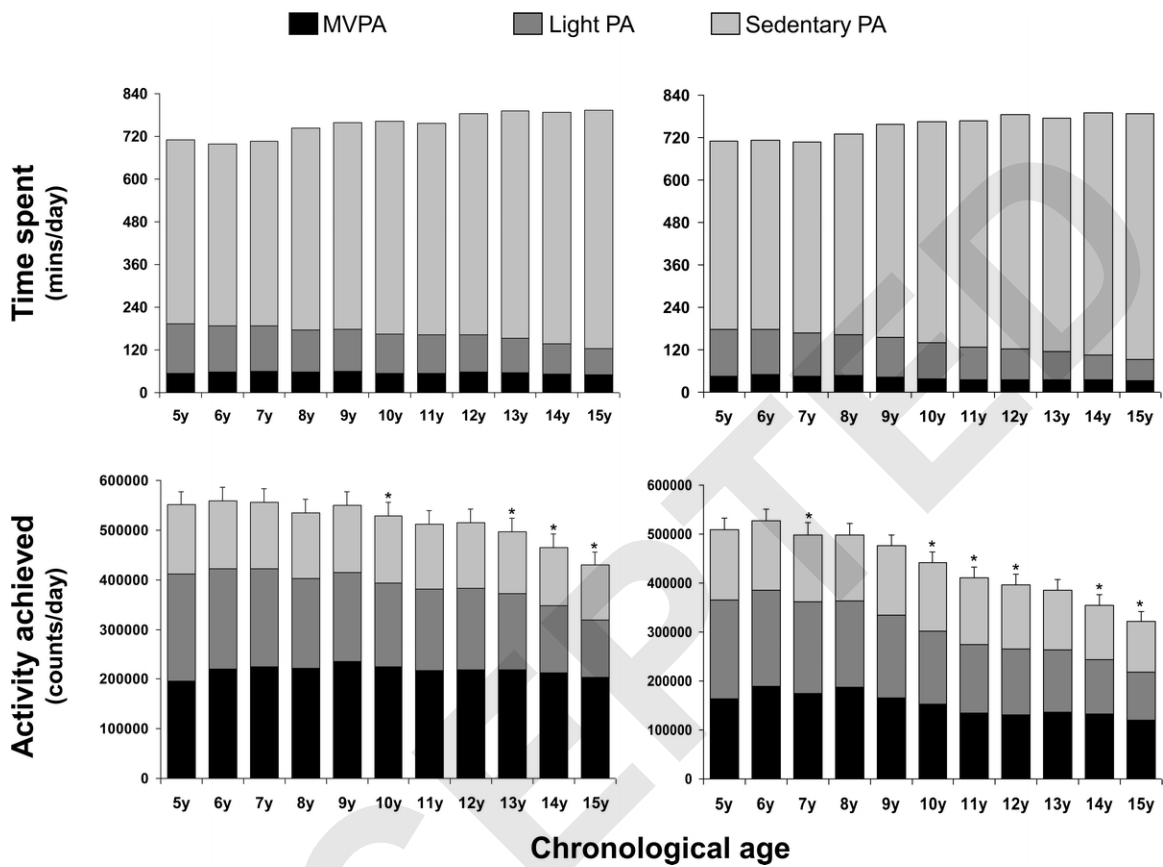 MVPA Light PA Sedentary PA
Time spent
(mins/day)
840
720
600
480
360
240
120
0
5y 6y 7y 8y 9y 10y 11y 12y 13y 14y 15y
840
720
600
480
360
240
120
0
5y 6y 7y 8y 9y 10y 11y 12y 13y 14y 15y
Activity achieved
(counts/day)
600000
500000
400000
300000
200000
100000
0
* * * *
5y 6y 7y 8y 9y 10y 11y 12y 13y 14y 15y
600000
500000
400000
300000
200000
100000
0
* * * * * *
5y 6y 7y 8y 9y 10y 11y 12y 13y 14y 15y
Chronological age
CEPTED